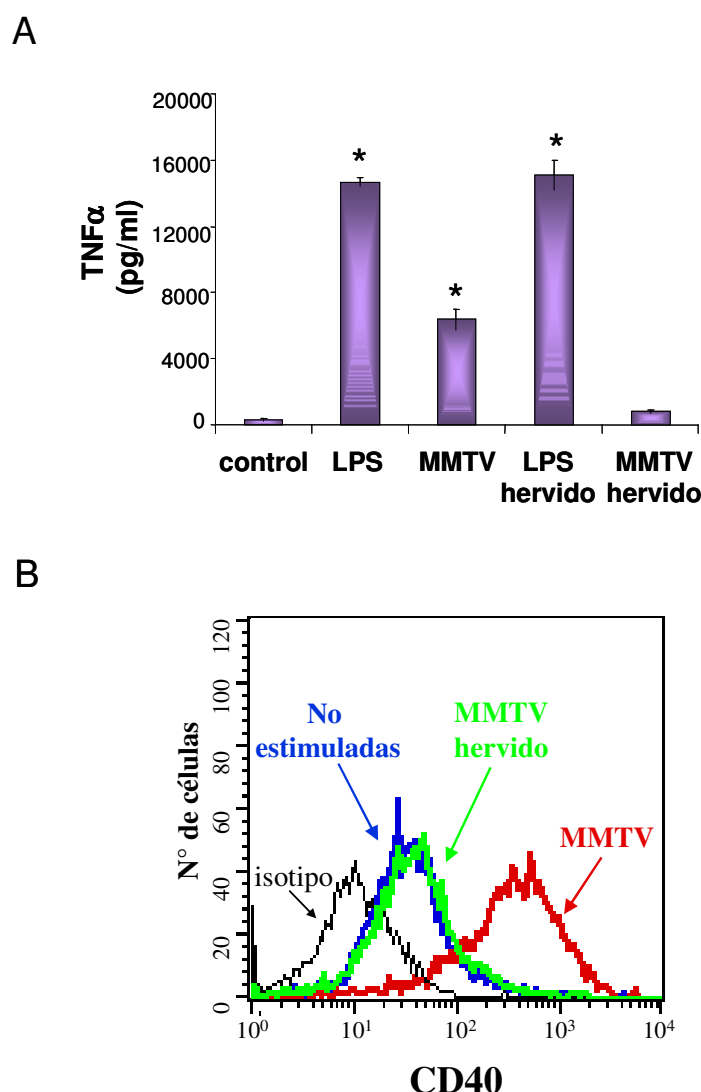 A
TNFα
(pg/ml)
20000
16000
12000
8000
4000
0
*
*
*
*
control
LPS
MMTV
LPS
hervido
MMTV
hervido
B
N° de células
120
100
80
60
40
20
0
No
estimuladas
MMTV
hervido
MMTV
isotipo
10⁰
10¹
10²
10³
10⁴
CD40